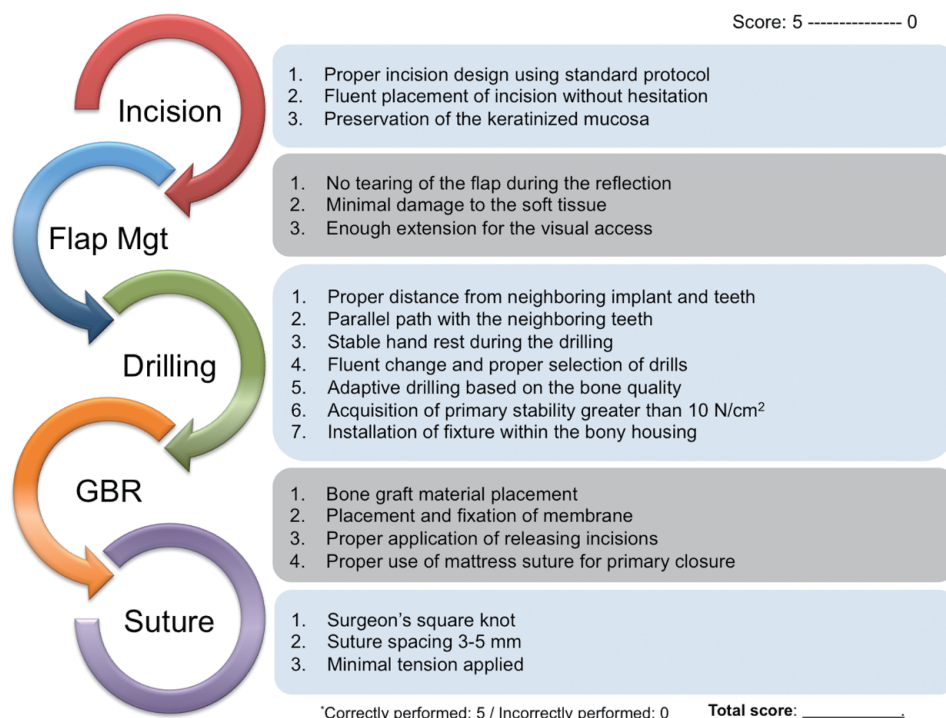 Score: 5 --------------- 0
Incision
1. Proper incision design using standard protocol
2. Fluent placement of incision without hesitation
3. Preservation of the keratinized mucosa
Flap Mgt
1. No tearing of the flap during the reflection
2. Minimal damage to the soft tissue
3. Enough extension for the visual access
Drilling
1. Proper distance from neighboring implant and teeth
2. Parallel path with the neighboring teeth
3. Stable hand rest during the drilling
4. Fluent change and proper selection of drills
5. Adaptive drilling based on the bone quality
6. Acquisition of primary stability greater than 10 N/cm²
7. Installation of fixture within the bony housing
GBR
1. Bone graft material placement
2. Placement and fixation of membrane
3. Proper application of releasing incisions
4. Proper use of mattress suture for primary closure
Suture
1. Surgeon's square knot
2. Suture spacing 3-5 mm
3. Minimal tension applied
*Correctly performed: 5 / Incorrectly performed: 0 Total score: ____________.